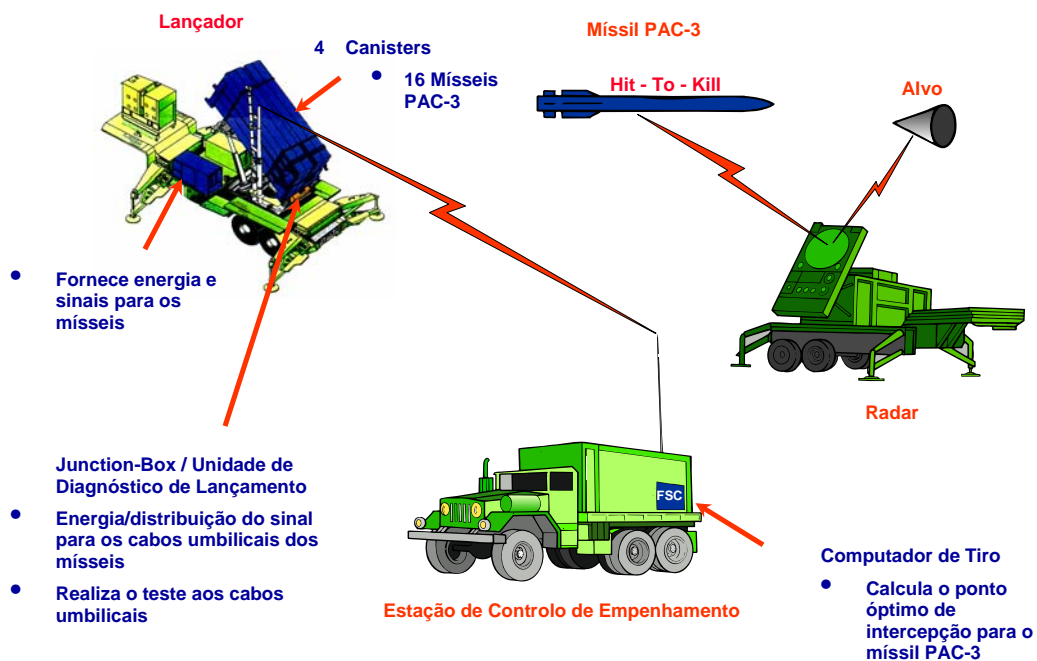 Lançador
4 Canisters
• 16 Mísseis
PAC-3
Míssil PAC-3
Hit - To - Kill
Alvo
• Fornece energia e
sinais para os
mísseis
Radar
Junction-Box / Unidade de
Diagnóstico de Lançamento
• Energia/distribuição do sinal
para os cabos umbilicais dos
mísseis
• Realiza o teste aos cabos
umbilicais
FSC
Estação de Controlo de Empenhamento
Computador de Tiro
• Calcula o ponto
óptimo de
intercepção para o
míssil PAC-3